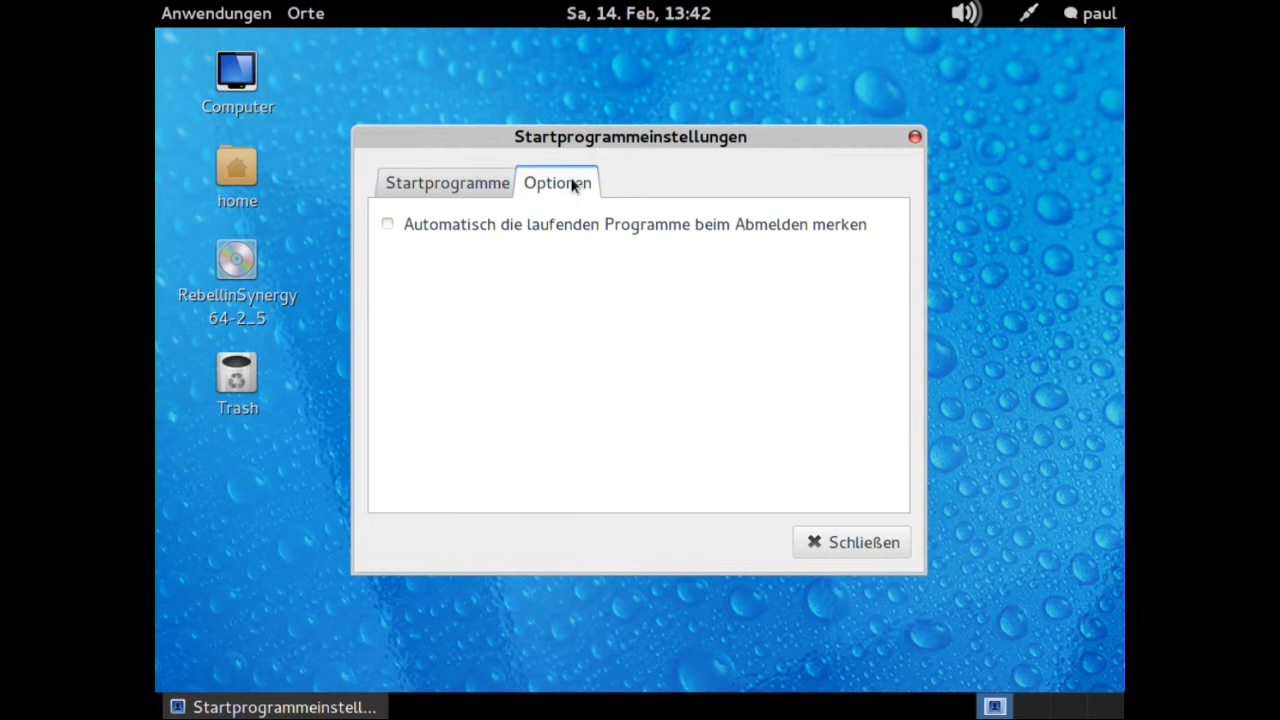 Anwendungen Orte Sa, 14. Feb, 13:42 paul
Computer
home
RebellinSynergy
64-2_5
Trash
Startprogrammeinstellungen
Startprogramme Optionen
Automatisch die laufenden Programme beim Abmelden merken
Schließen
Startprogrammeinstell...